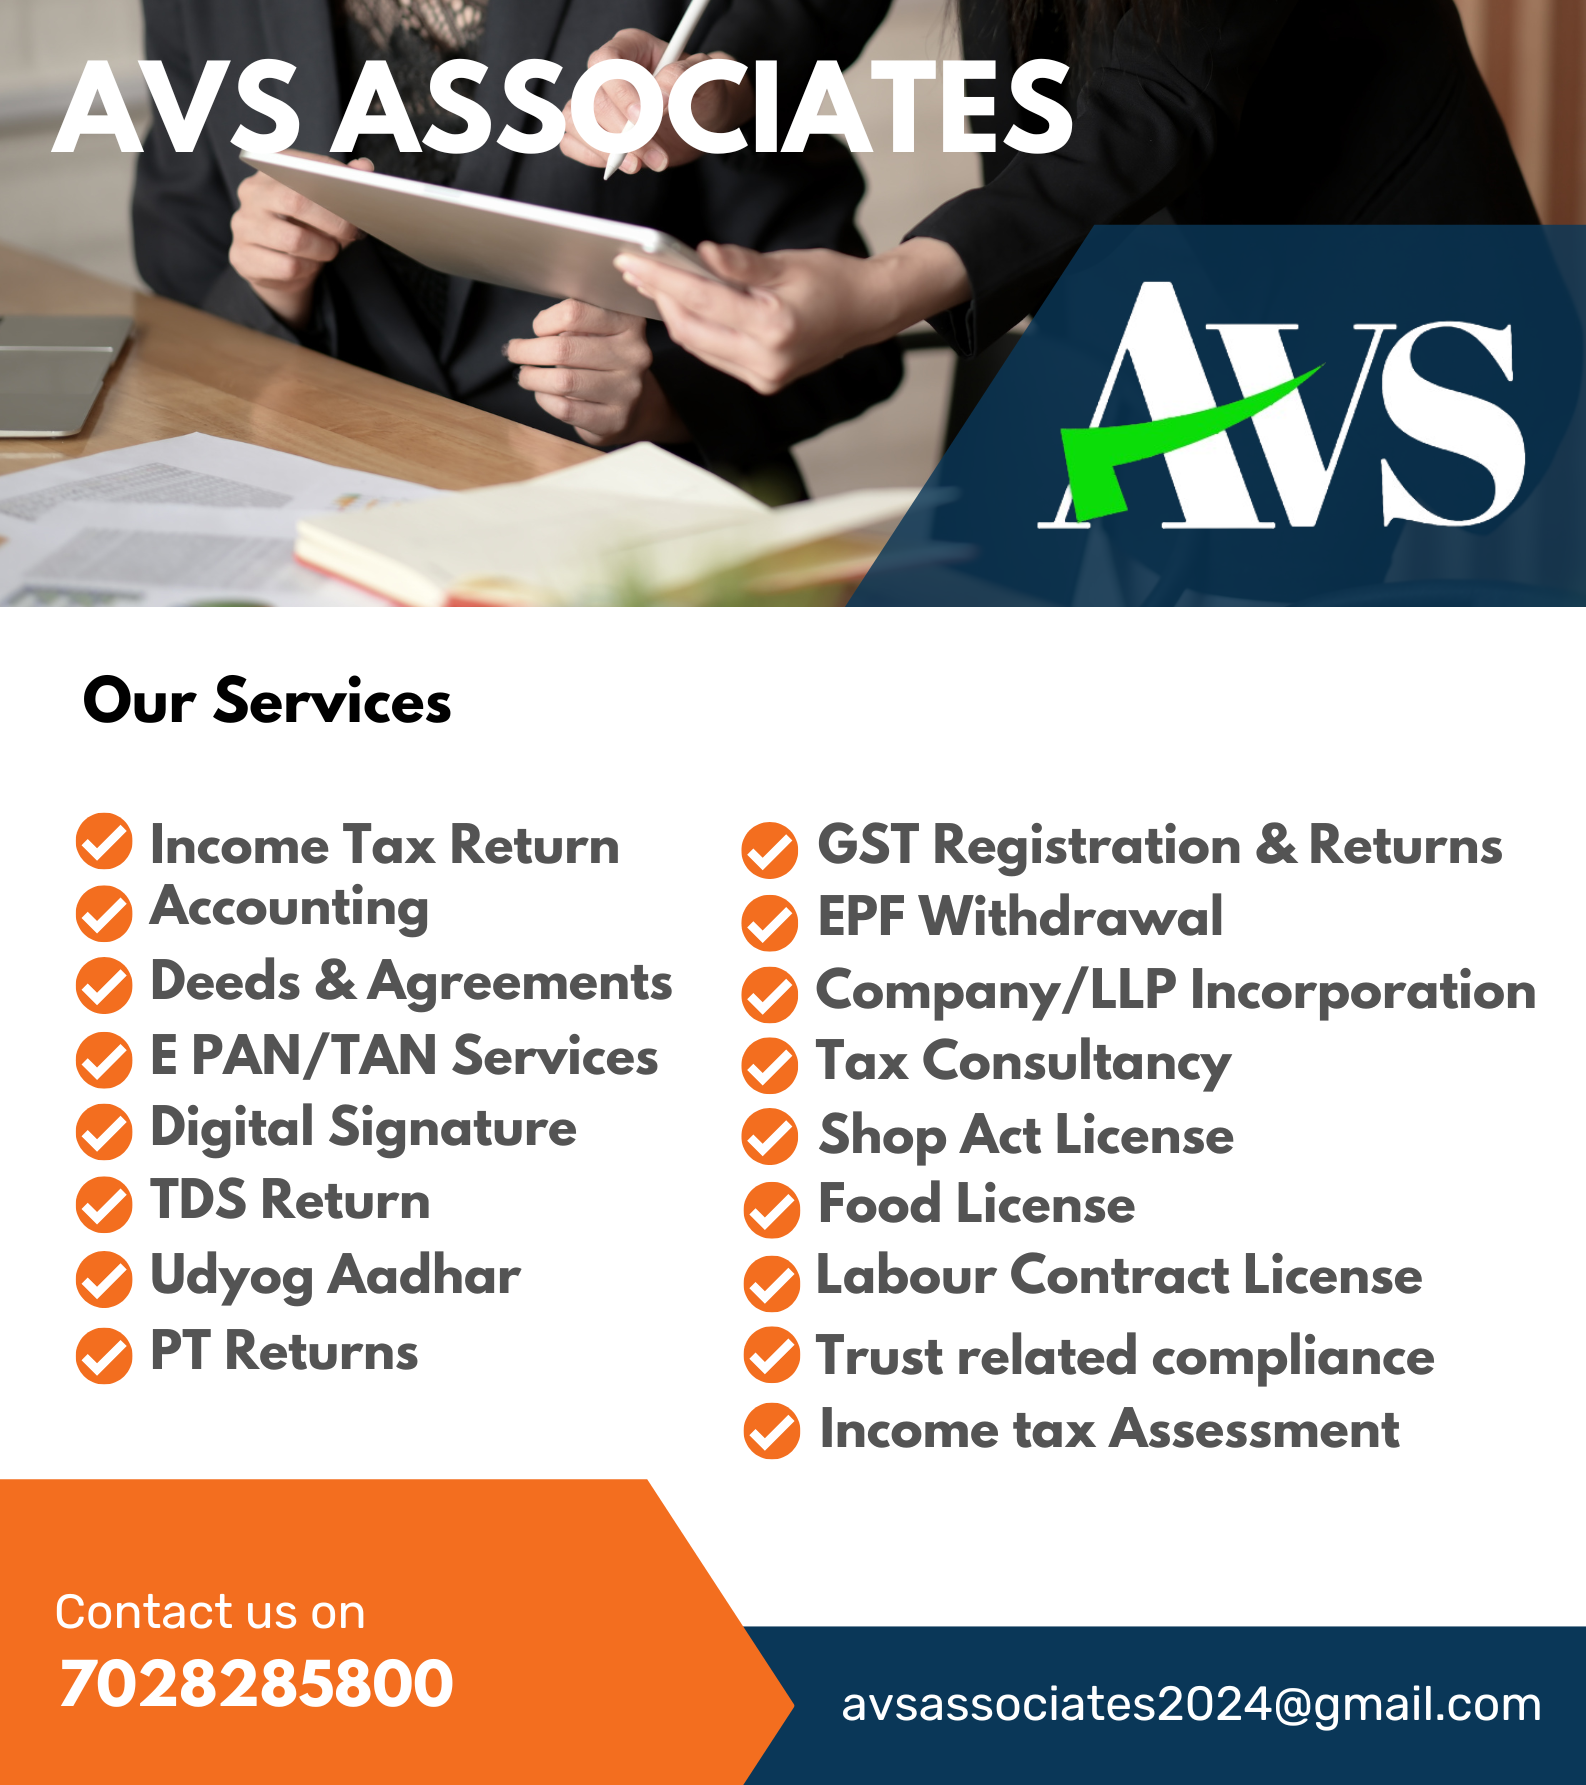 AVS ASSOCIATES
AVS
Our Services
Income Tax Return
Accounting
Deeds & Agreements
E PAN/TAN Services
Digital Signature
TDS Return
Udyog Aadhar
PT Returns
GST Registration & Returns
EPF Withdrawal
Company/LLP Incorporation
Tax Consultancy
Shop Act License
Food License
Labour Contract License
Trust related compliance
Income tax Assessment
Contact us on
7028285800
avsassociates2024@gmail.com